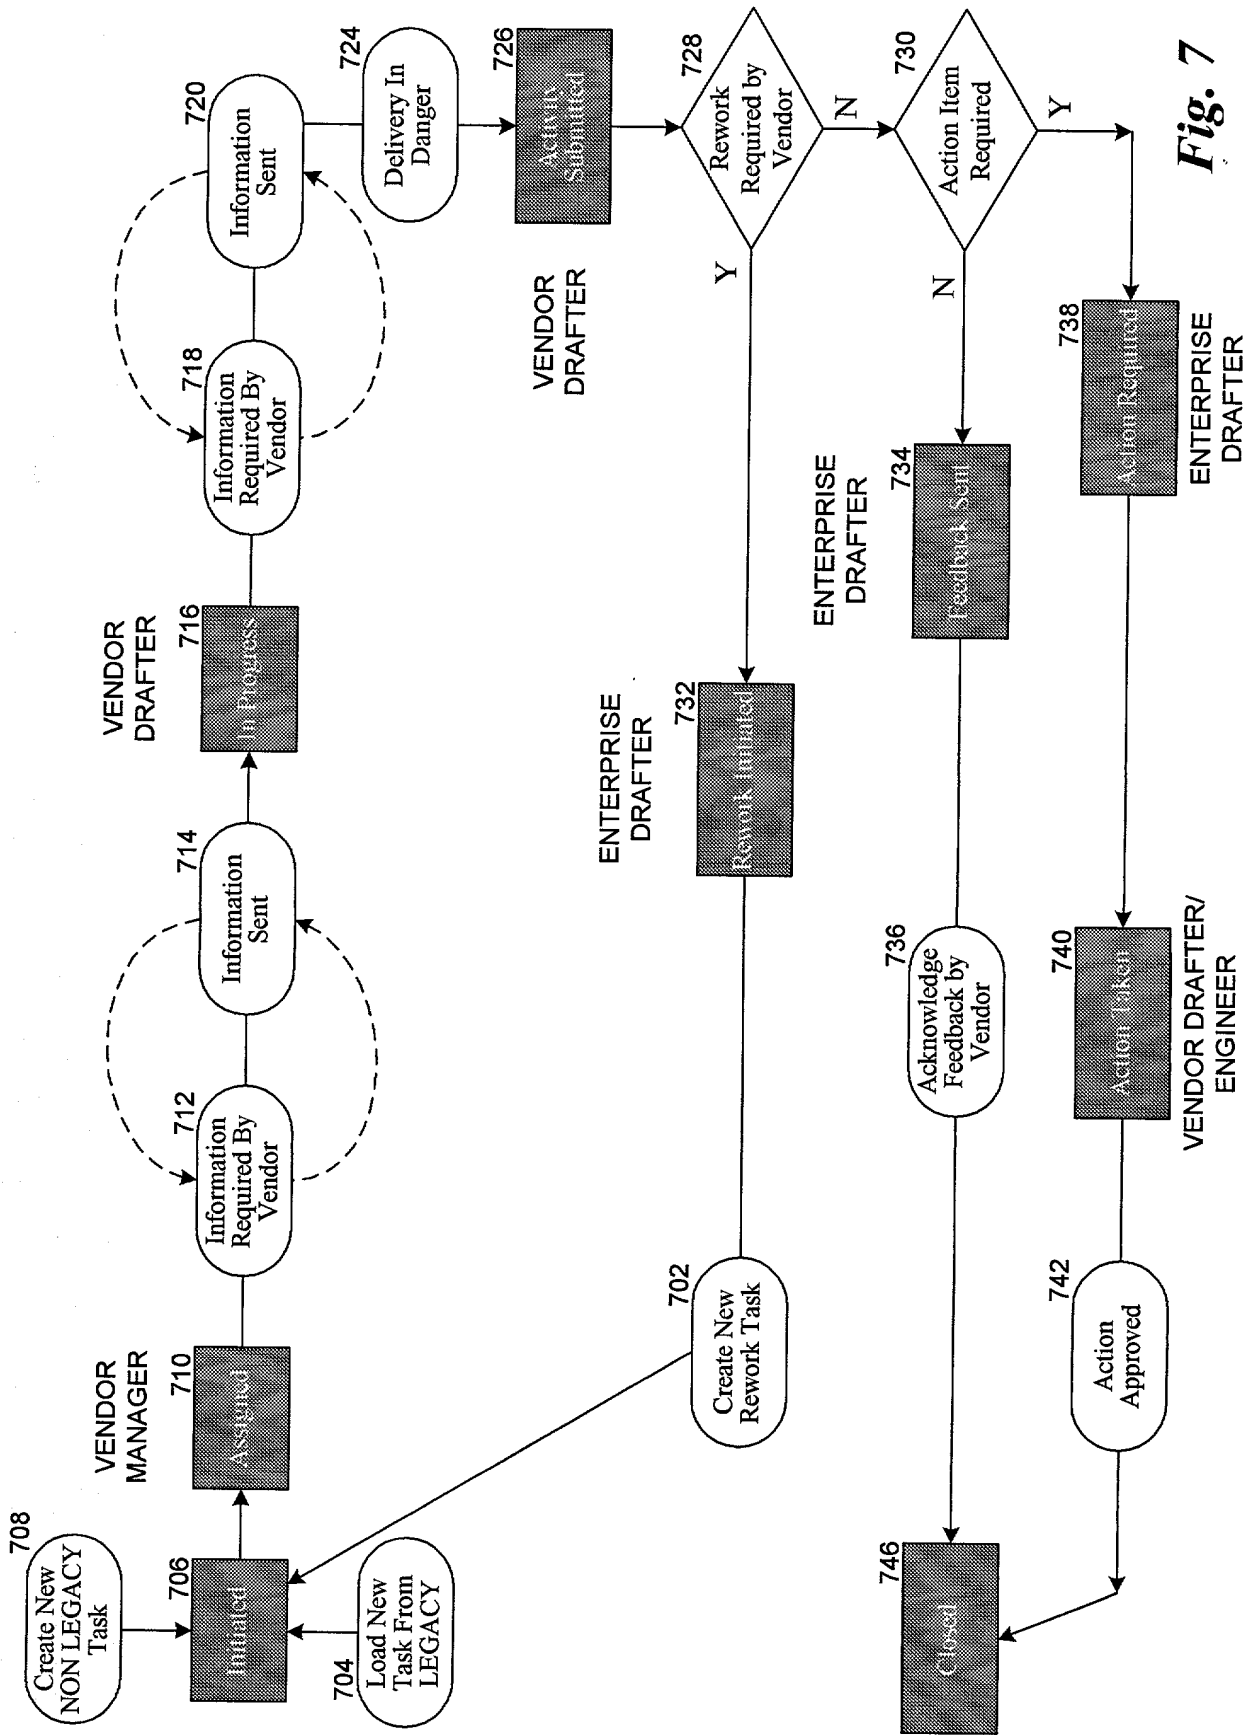 708
Create New
NON LEGACY
Task
706
Initiated
704
Load New
Task From
LEGACY
VENDOR
MANAGER
710
Assigned
712
Information
Required By
Vendor
714
Information
Sent
VENDOR
DRAFTER
716
In Progress
718
Information
Required By
Vendor
720
Information
Sent
724
Delivery In
Danger
726
Activity
Submitted
VENDOR
DRAFTER
728
Rework
Required by
Vendor
Y
N
730
Action Item
Required
N
Y
ENTERPRISE
DRAFTER
732
Rework Initiated
702
Create New
Rework Task
ENTERPRISE
DRAFTER
734
Feedback Sent
736
Acknowledge
Feedback by
Vendor
738
Action Required
ENTERPRISE
DRAFTER
740
Action Taken
VENDOR DRAFTER/
ENGINEER
742
Action
Approved
746
Closed
Fig. 7